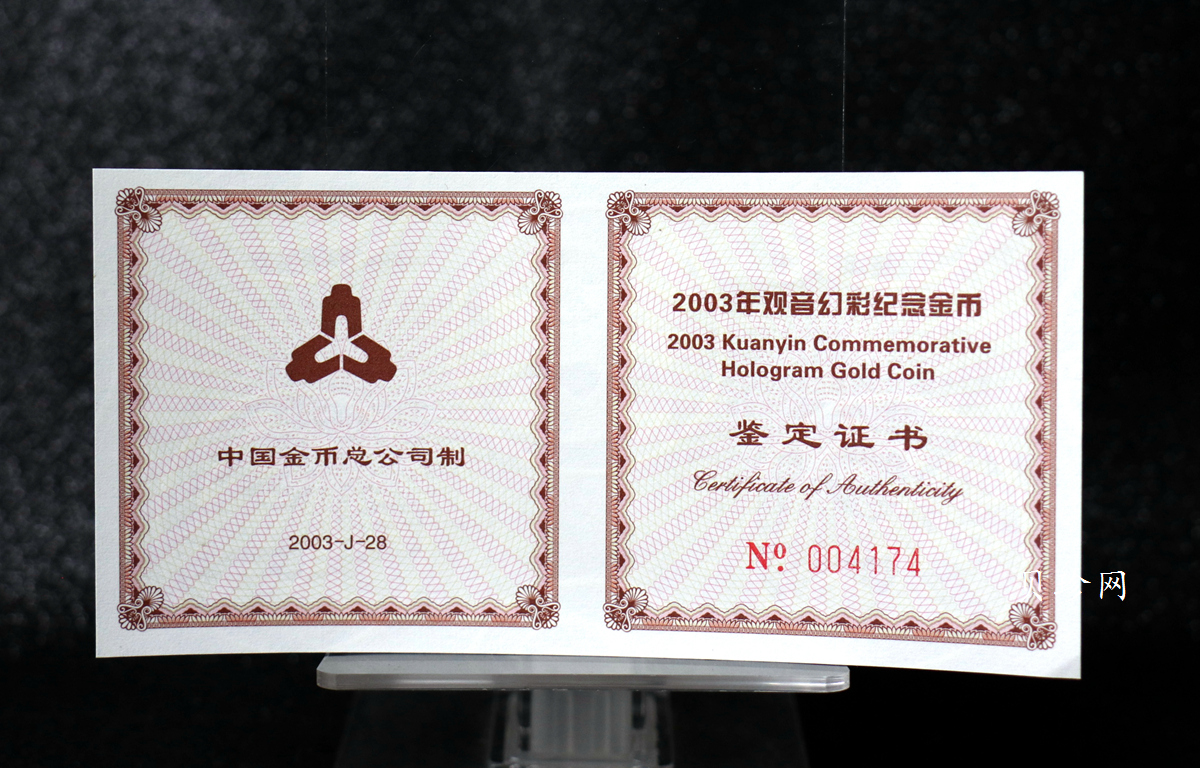 中国金币总公司制
2003-J-28
2003年观音幻彩纪念金币
2003 Kuanyin Commemorative
Hologram Gold Coin
鉴定证书
Certificate of Authenticity
Nº 004174
网